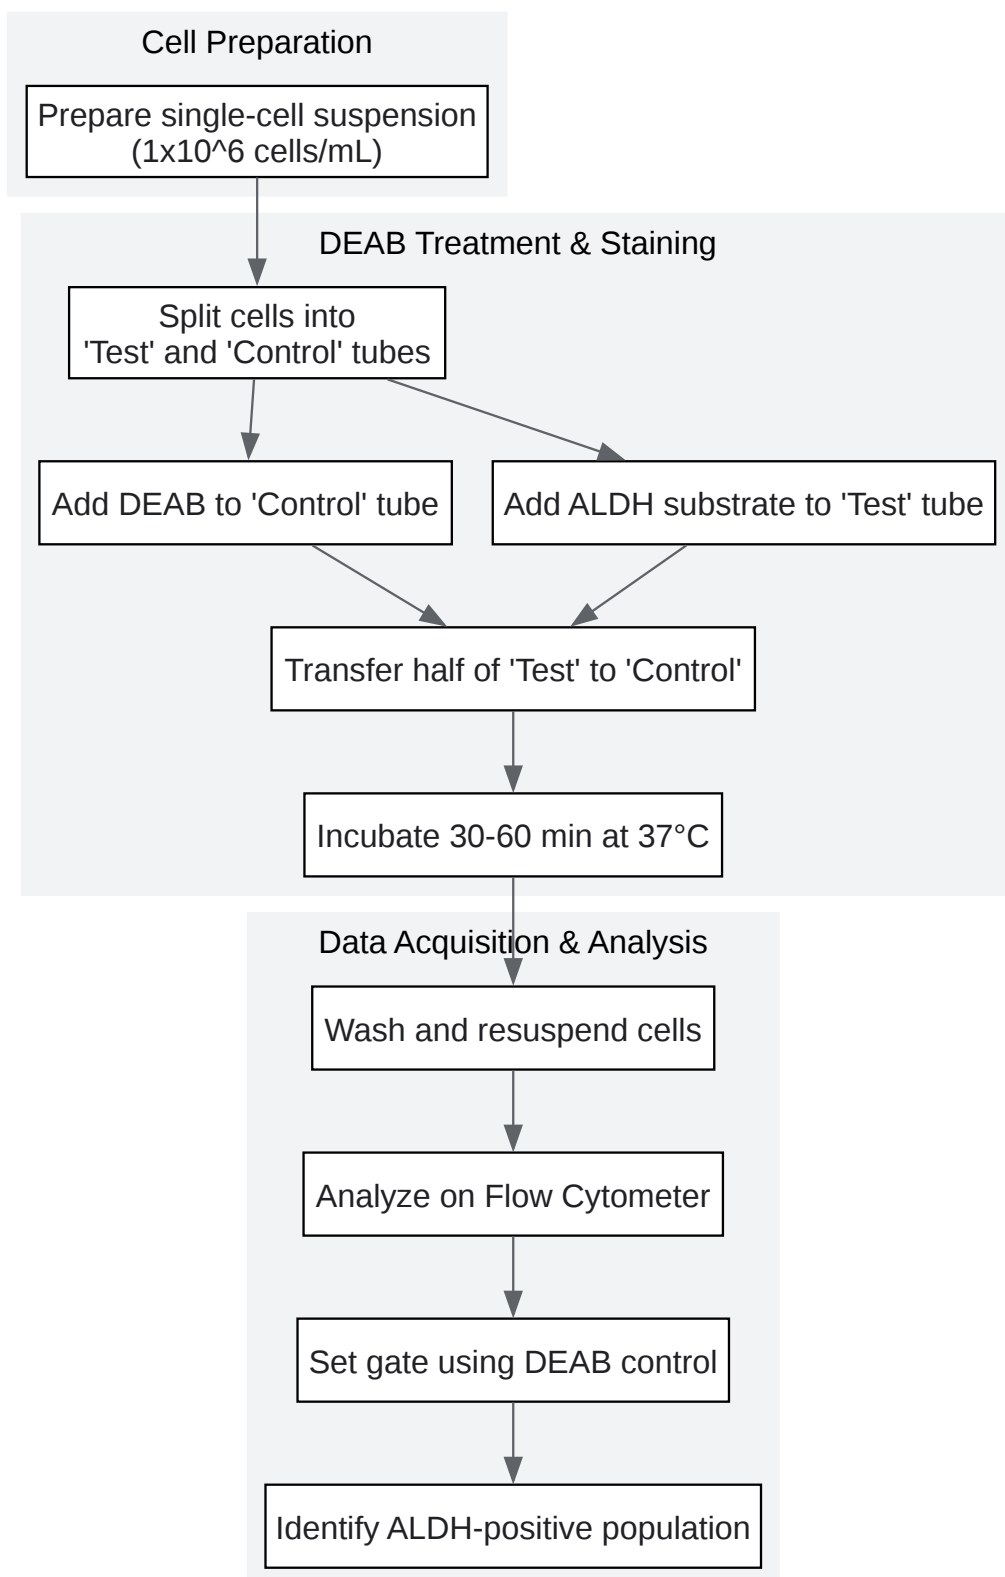 Cell Preparation
Prepare single-cell suspension
(1x10^6 cells/mL)
DEAB Treatment & Staining
Split cells into
'Test' and 'Control' tubes
Add DEAB to 'Control' tube
Add ALDH substrate to 'Test' tube
Transfer half of 'Test' to 'Control'
Incubate 30-60 min at 37°C
Data Acquisition & Analysis
Wash and resuspend cells
Analyze on Flow Cytometer
Set gate using DEAB control
Identify ALDH-positive population